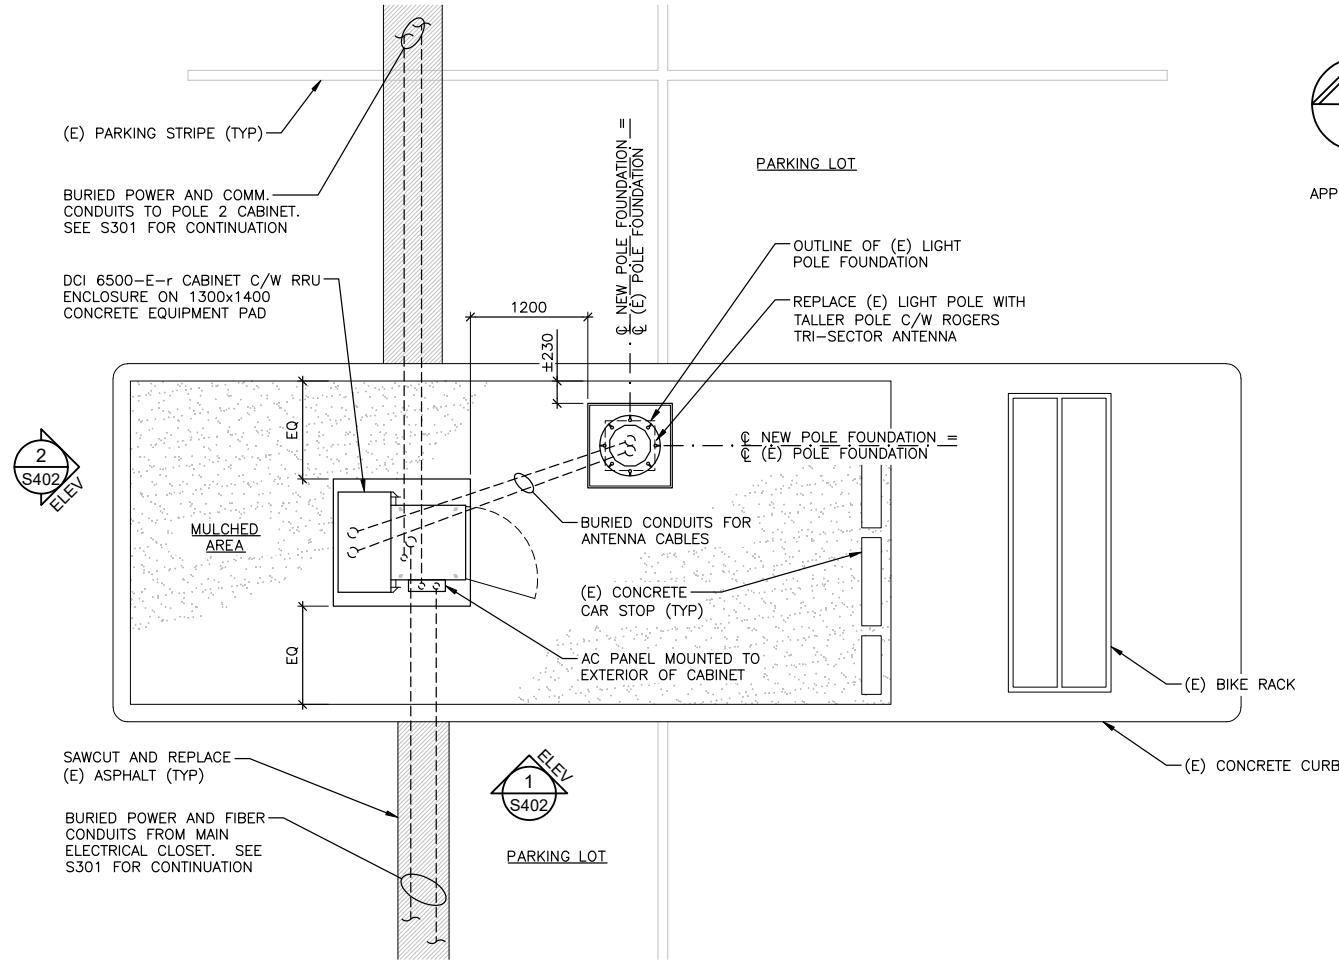 (E) PARKING STRIPE (TYP)
BURIED POWER AND COMM.
CONDUITS TO POLE 2 CABINET.
SEE S301 FOR CONTINUATION
DCI 6500-E-r CABINET C/W RRU
ENCLOSURE ON 1300x1400
CONCRETE EQUIPMENT PAD
℄ NEW POLE FOUNDATION =
℄ (E) POLE FOUNDATION
PARKING LOT
APP
OUTLINE OF (E) LIGHT
POLE FOUNDATION
REPLACE (E) LIGHT POLE WITH
TALLER POLE C/W ROGERS
TRI-SECTOR ANTENNA
1200
±230
EQ
2
S402
ELEV
MULCHED
AREA
℄ NEW POLE FOUNDATION =
℄ (E) POLE FOUNDATION
BURIED CONDUITS FOR
ANTENNA CABLES
(E) CONCRETE
CAR STOP (TYP)
EQ
AC PANEL MOUNTED TO
EXTERIOR OF CABINET
(E) BIKE RACK
(E) CONCRETE CURB
SAWCUT AND REPLACE
(E) ASPHALT (TYP)
BURIED POWER AND FIBER
CONDUITS FROM MAIN
ELECTRICAL CLOSET. SEE
S301 FOR CONTINUATION
1
S402
ELEV
PARKING LOT